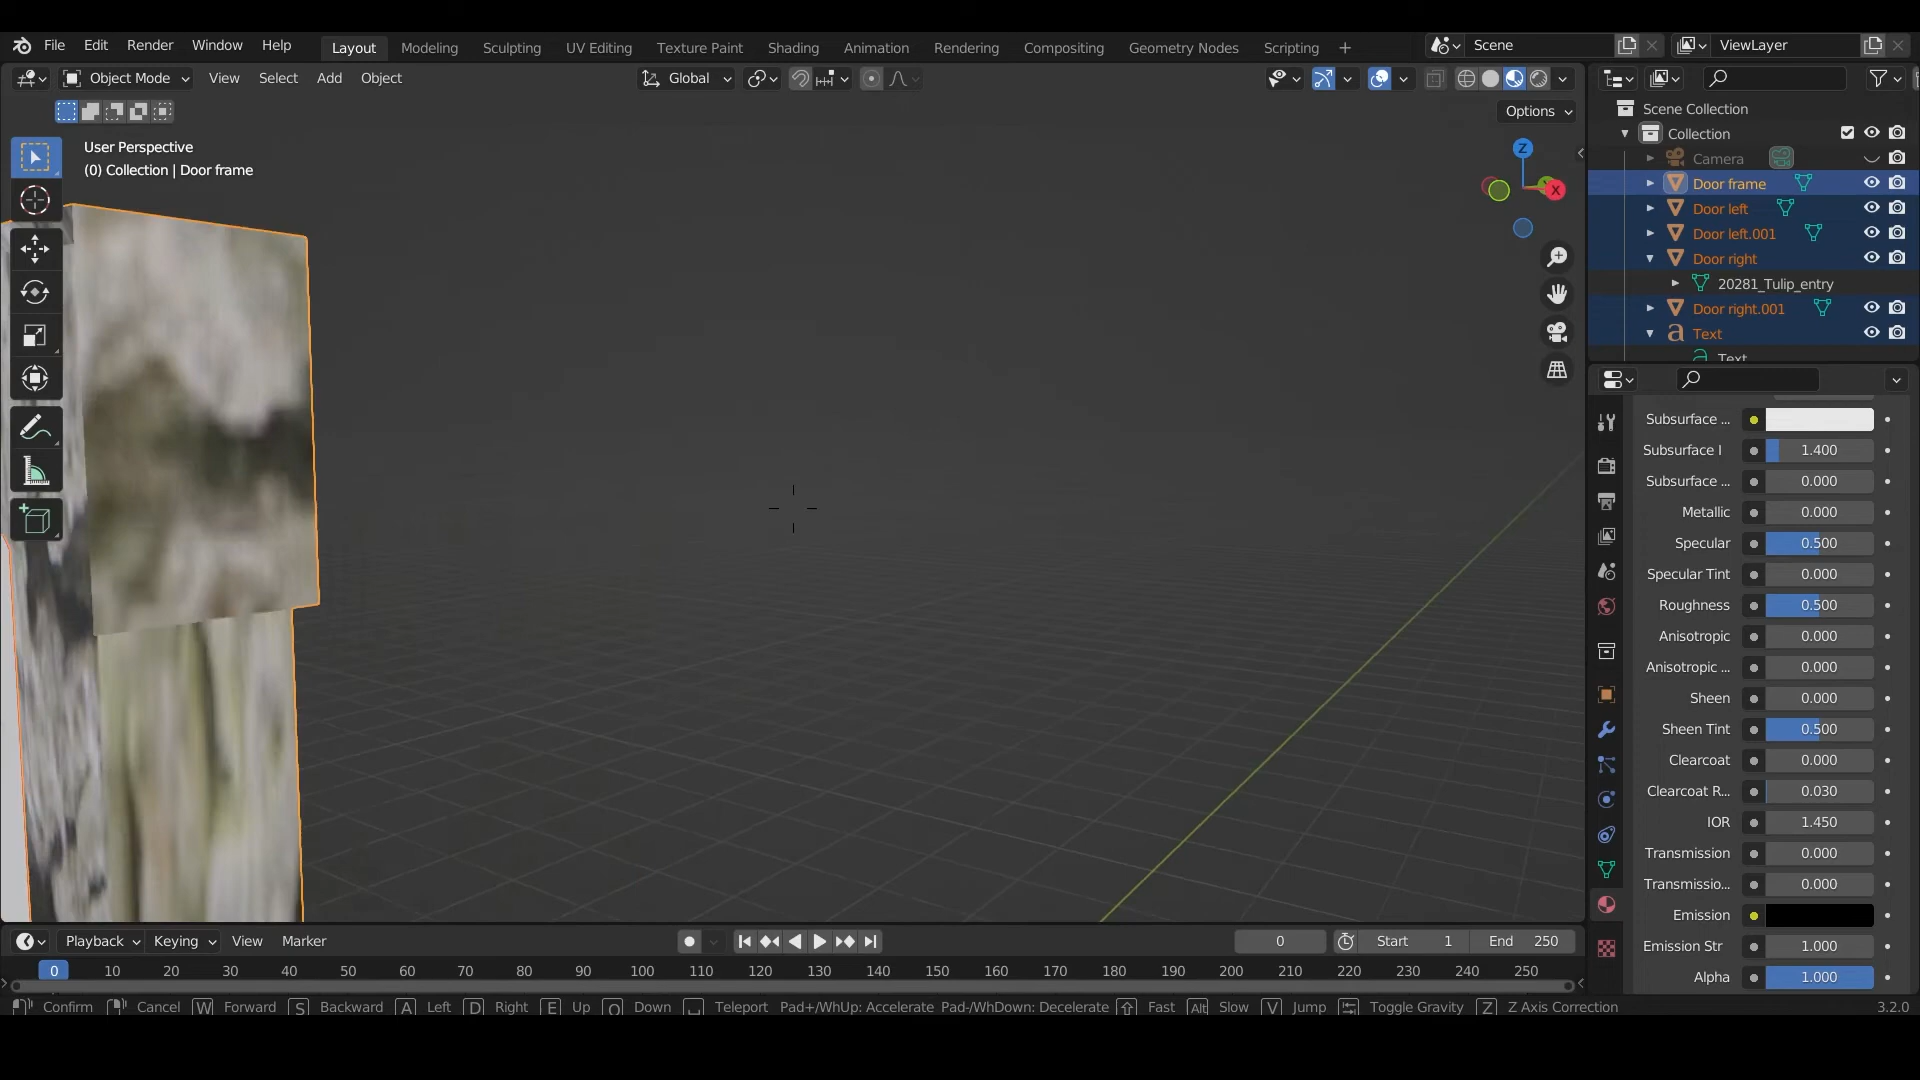 File Edit Render Window Help Layout Modeling Sculpting UV Editing Texture Paint Shading Animation Rendering Compositing Geometry Nodes Scripting + Scene ViewLayer
Object Mode View Select Add Object Global
Options
User Perspective
(0) Collection | Door frame
Z
X
Scene Collection
Collection
Camera
Door frame
Door left
Door left.001
Door right
20281_Tulip_entry
Door right.001
Text
Text
Subsurface ...
Subsurface I 1.400
Subsurface ... 0.000
Metallic 0.000
Specular 0.500
Specular Tint 0.000
Roughness 0.500
Anisotropic 0.000
Anisotropic ... 0.000
Sheen 0.000
Sheen Tint 0.500
Clearcoat 0.000
Clearcoat R... 0.030
IOR 1.450
Transmission 0.000
Transmissio... 0.000
Emission
Emission Str 1.000
Alpha 1.000
Playback Keying View Marker 0 Start 1 End 250
0 10 20 30 40 50 60 70 80 90 100 110 120 130 140 150 160 170 180 190 200 210 220 230 240 250
Confirm Cancel W Forward S Backward A Left D Right E Up Q Down Teleport Pad+/WhUp: Accelerate Pad-/WhDown: Decelerate Fast Alt Slow V Jump Toggle Gravity Z Z Axis Correction 3.2.0